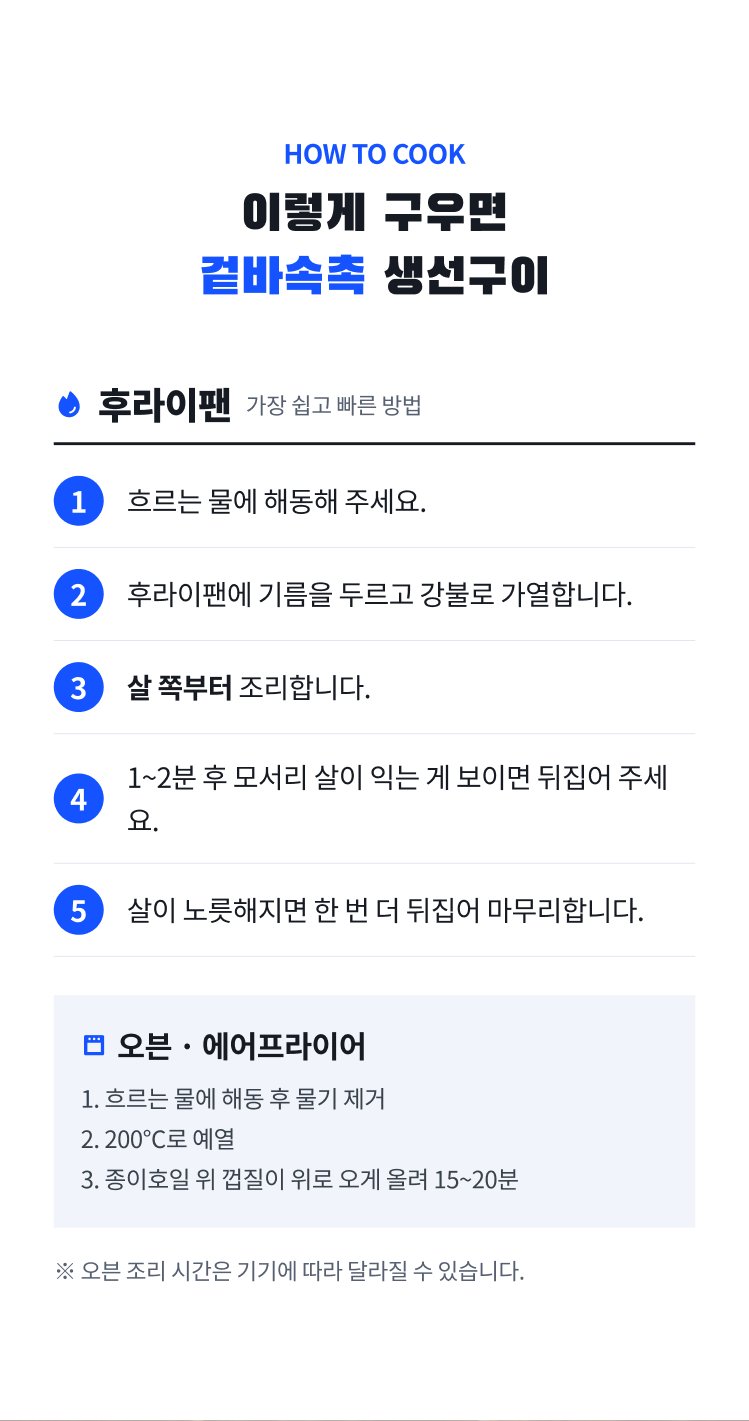 HOW TO COOK
이렇게 구우면
겉바속촉 생선구이
후라이팬 가장 쉽고 빠른 방법
1 흐르는 물에 해동해 주세요.
2 후라이팬에 기름을 두르고 강불로 가열합니다.
3 살 쪽부터 조리합니다.
4 1~2분 후 모서리 살이 익는 게 보이면 뒤집어 주세
요.
5 살이 노릇해지면 한 번 더 뒤집어 마무리합니다.
오븐 · 에어프라이어
1. 흐르는 물에 해동 후 물기 제거
2. 200°C로 예열
3. 종이호일 위 껍질이 위로 오게 올려 15~20분
※ 오븐 조리 시간은 기기에 따라 달라질 수 있습니다.